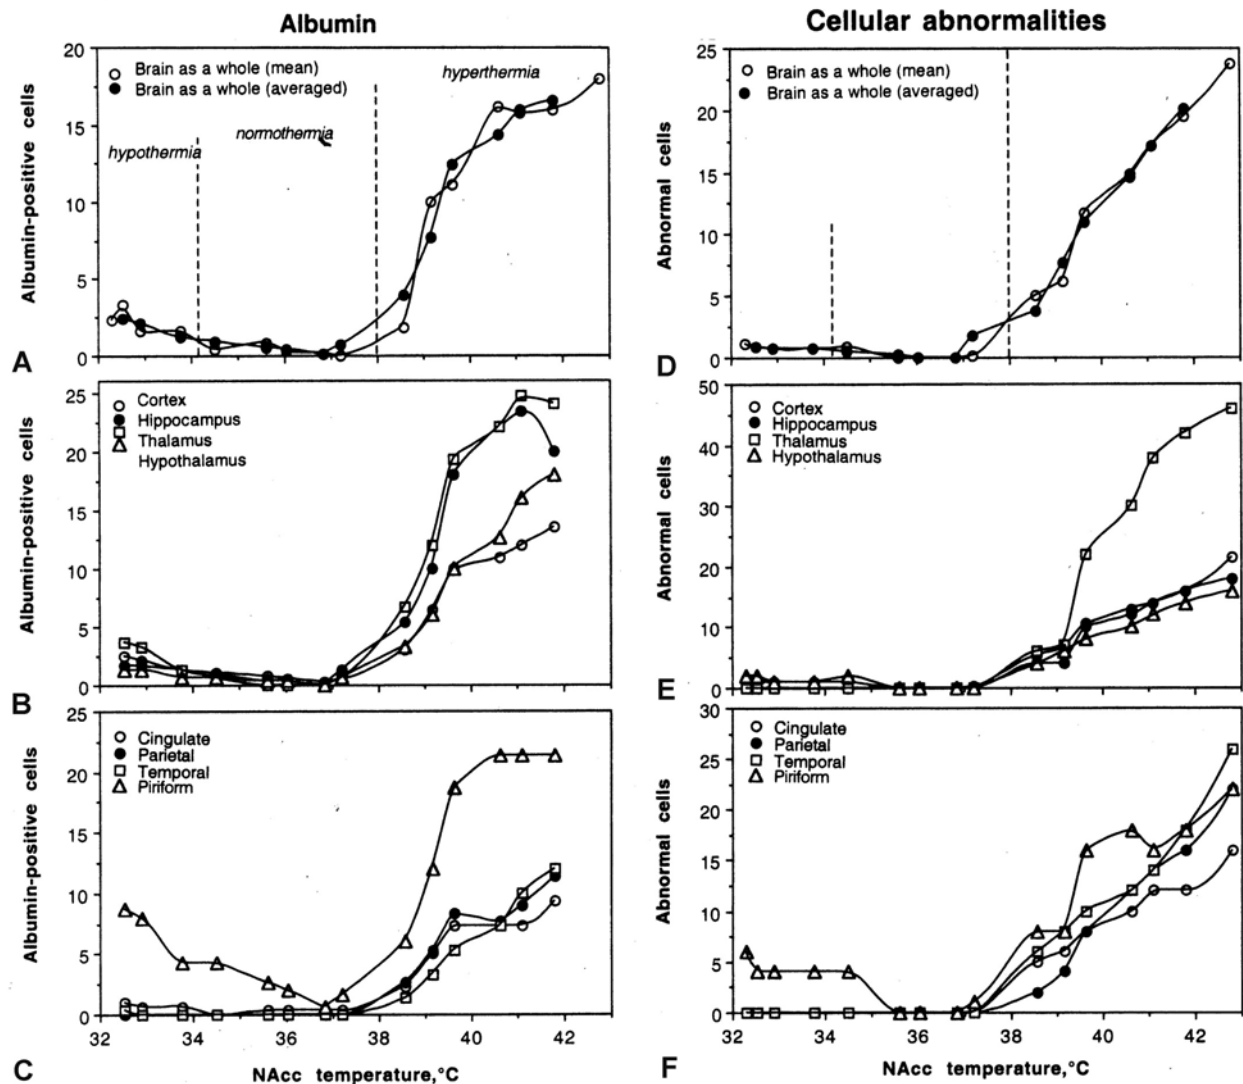 Albumin
Cellular abnormalities
A
Albumin-positive cells
20
15
10
5
0
Brain as a whole (mean)
Brain as a whole (averaged)
hyperthermia
normothermia
hypothermia
D
Abnormal cells
25
20
15
10
5
0
Brain as a whole (mean)
Brain as a whole (averaged)
B
Albumin-positive cells
25
20
15
10
5
0
Cortex
Hippocampus
Thalamus
Hypothalamus
E
Abnormal cells
50
40
30
20
10
0
Cortex
Hippocampus
Thalamus
Hypothalamus
C
Albumin-positive cells
25
20
15
10
5
0
Cingulate
Parietal
Temporal
Piriform
32 34 36 38 40 42
NAcc temperature,°C
F
Abnormal cells
30
25
20
15
10
5
0
Cingulate
Parietal
Temporal
Piriform
32 34 36 38 40 42
NAcc temperature,°C